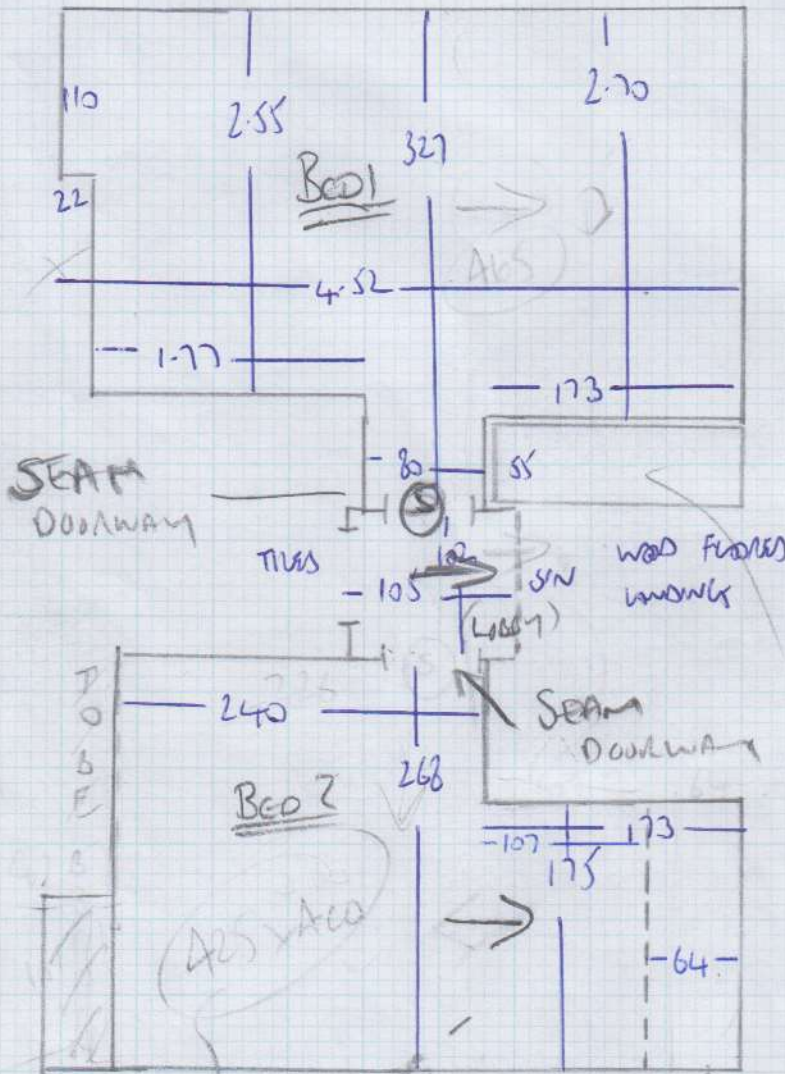 110
2.55
327
2.70
22
BED1
A65
4.52
1.77
173
80
55
S
SEAM
DOORWAY
TILES
102
105
S/N
(LOBBY)
WOOD FLOORED
LANDING
SEAM
DOORWAY
240
268
BED 2
107
173
175
64